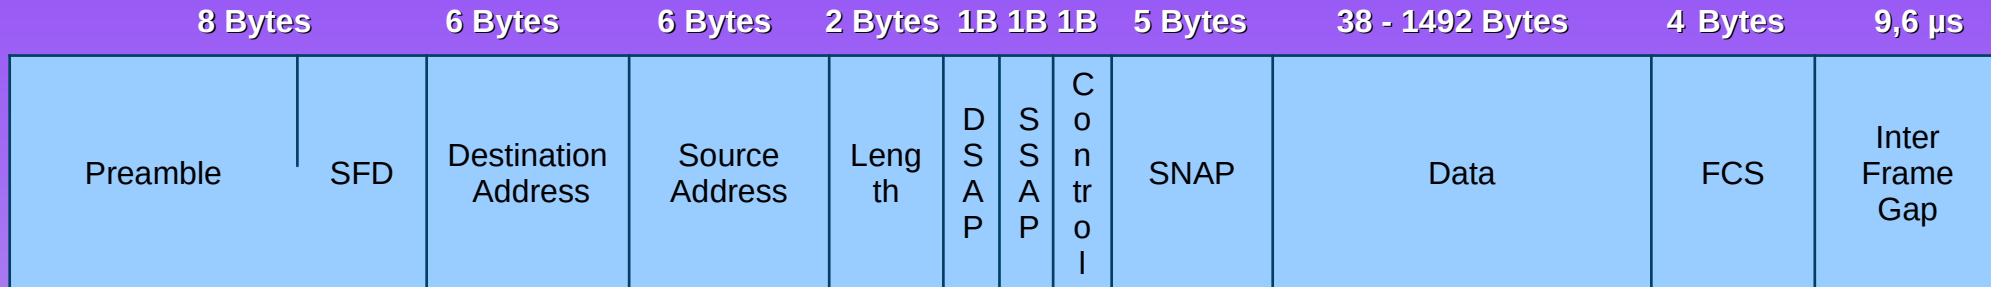 8 Bytes 6 Bytes 6 Bytes 2 Bytes 1B 1B 1B 5 Bytes 38 - 1492 Bytes 4 Bytes 9,6 µs
Preamble
SFD
Destination
Address
Source
Address
Leng
th
D
S
A
P
S
S
A
P
C
o
n
tr
o
l
SNAP
Data
FCS
Inter
Frame
Gap